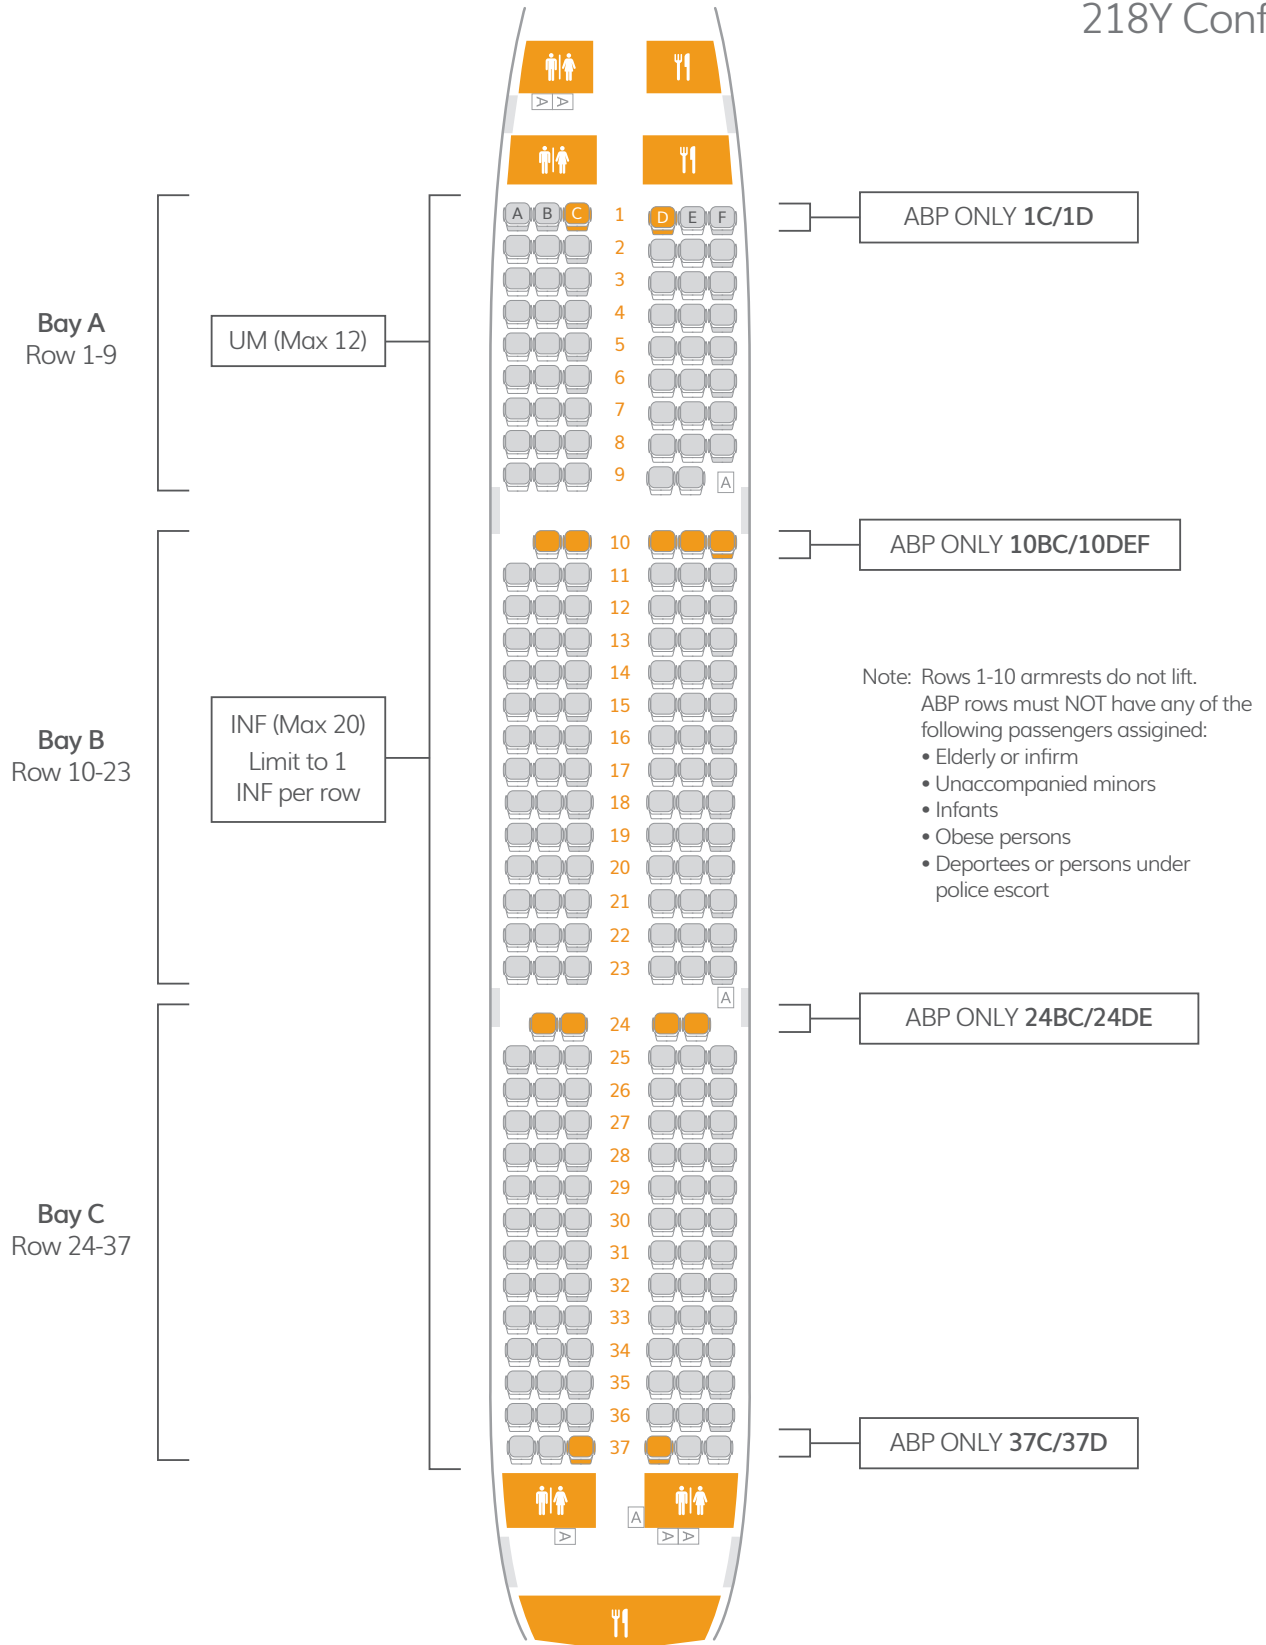 218Y Conf
A
A
A B C 1 D E F
2
3
4
5
6
7
8
9
A
10
11
12
13
14
15
16
17
18
19
20
21
22
23
A
24
25
26
27
28
29
30
31
32
33
34
35
36
37
A
A
A
A
Bay A
Row 1-9
Bay B
Row 10-23
Bay C
Row 24-37
UM (Max 12)
INF (Max 20)
Limit to 1
INF per row
ABP ONLY 1C/1D
ABP ONLY 10BC/10DEF
Note: Rows 1-10 armrests do not lift.
ABP rows must NOT have any of the
following passengers assigined:
• Elderly or infirm
• Unaccompanied minors
• Infants
• Obese persons
• Deportees or persons under
police escort
ABP ONLY 24BC/24DE
ABP ONLY 37C/37D